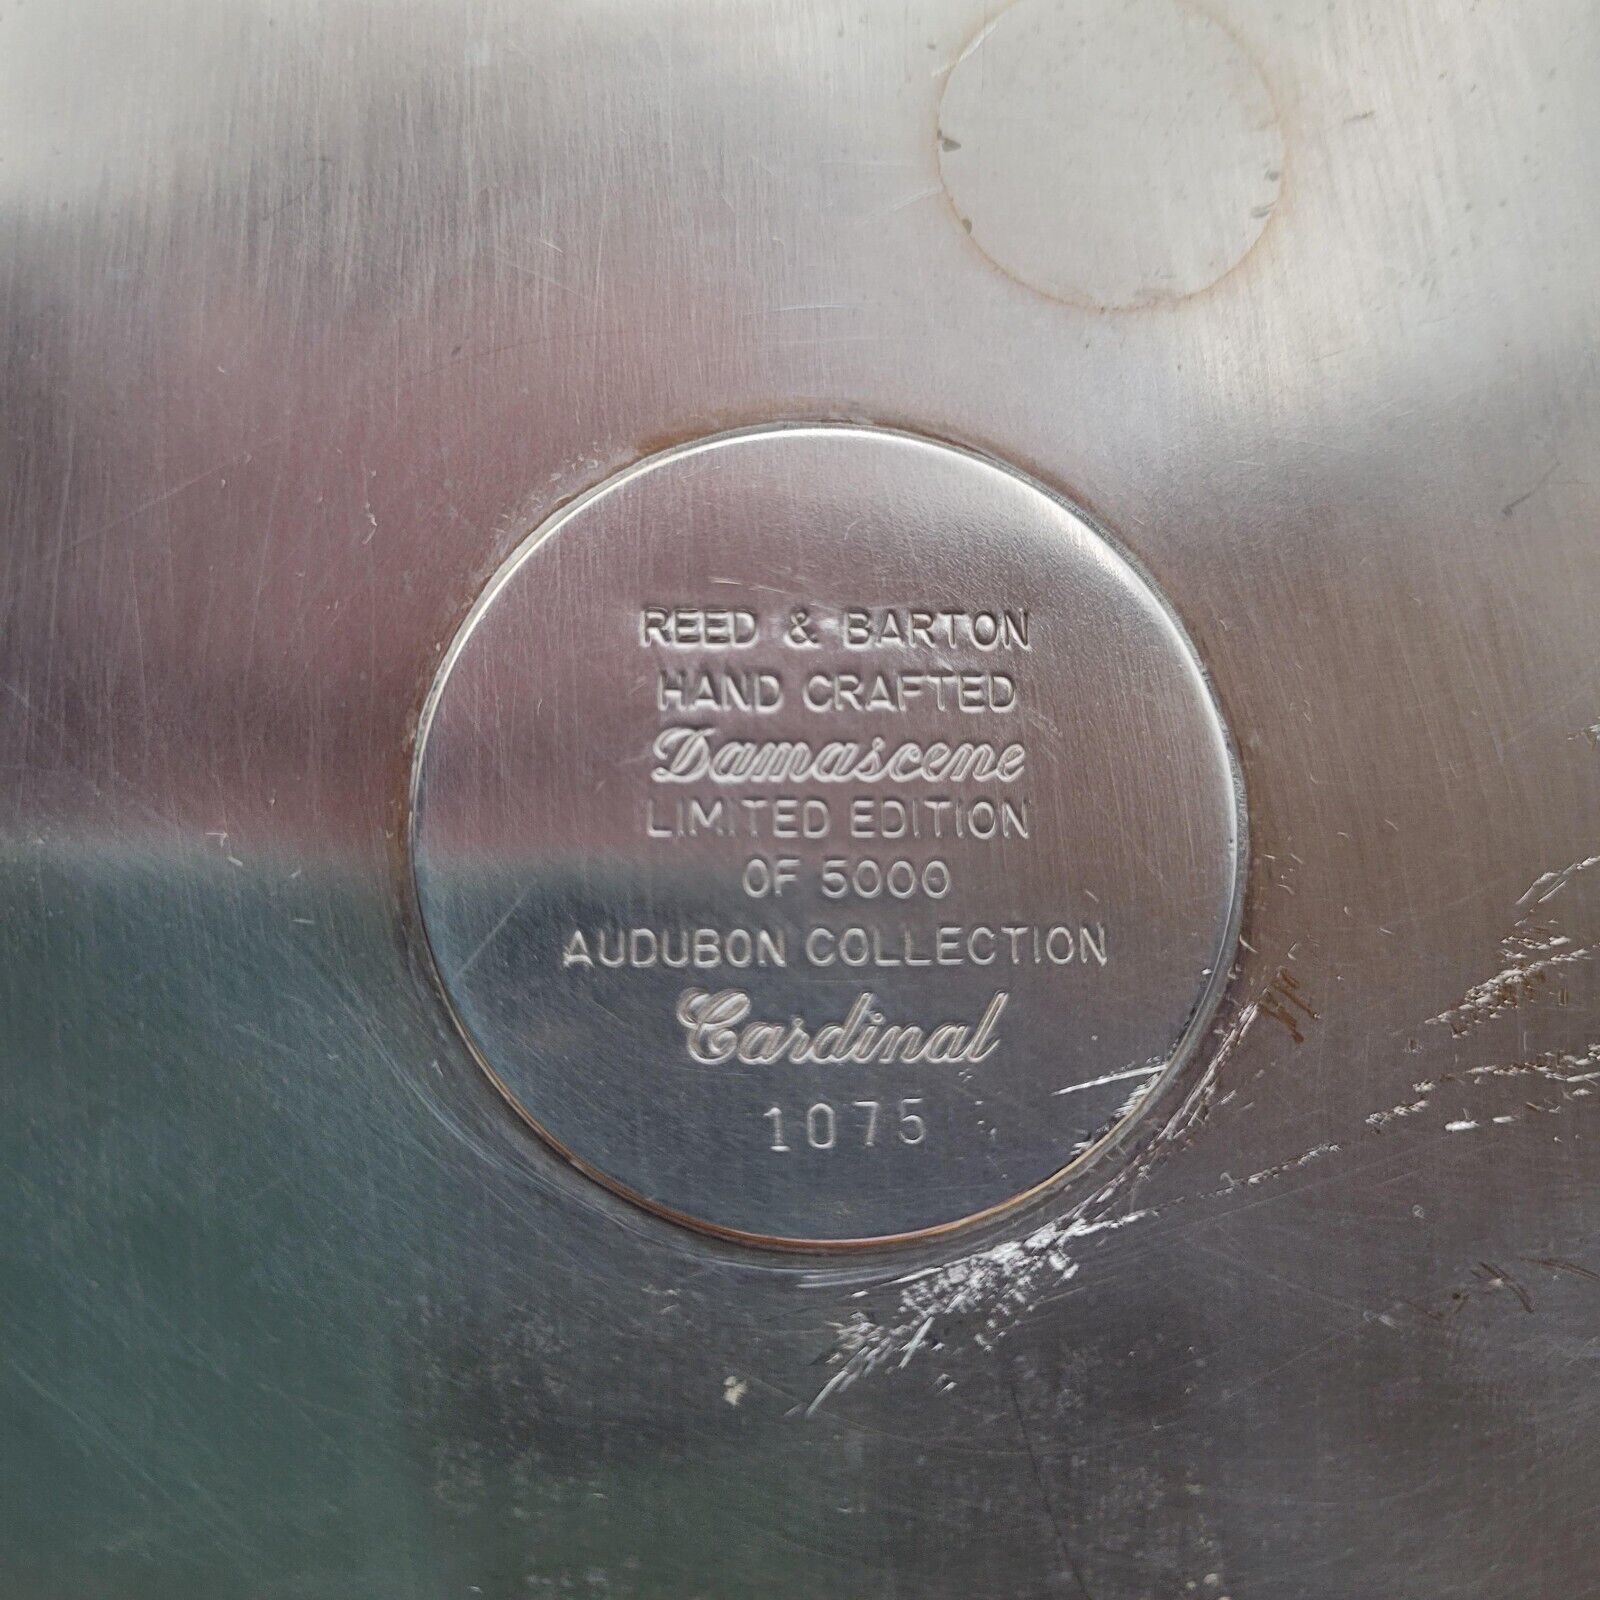 REED & BARTON
HAND CRAFTED
Damascene
LIMITED EDITION
OF 5000
AUDUBON COLLECTION
Cardinal
1075